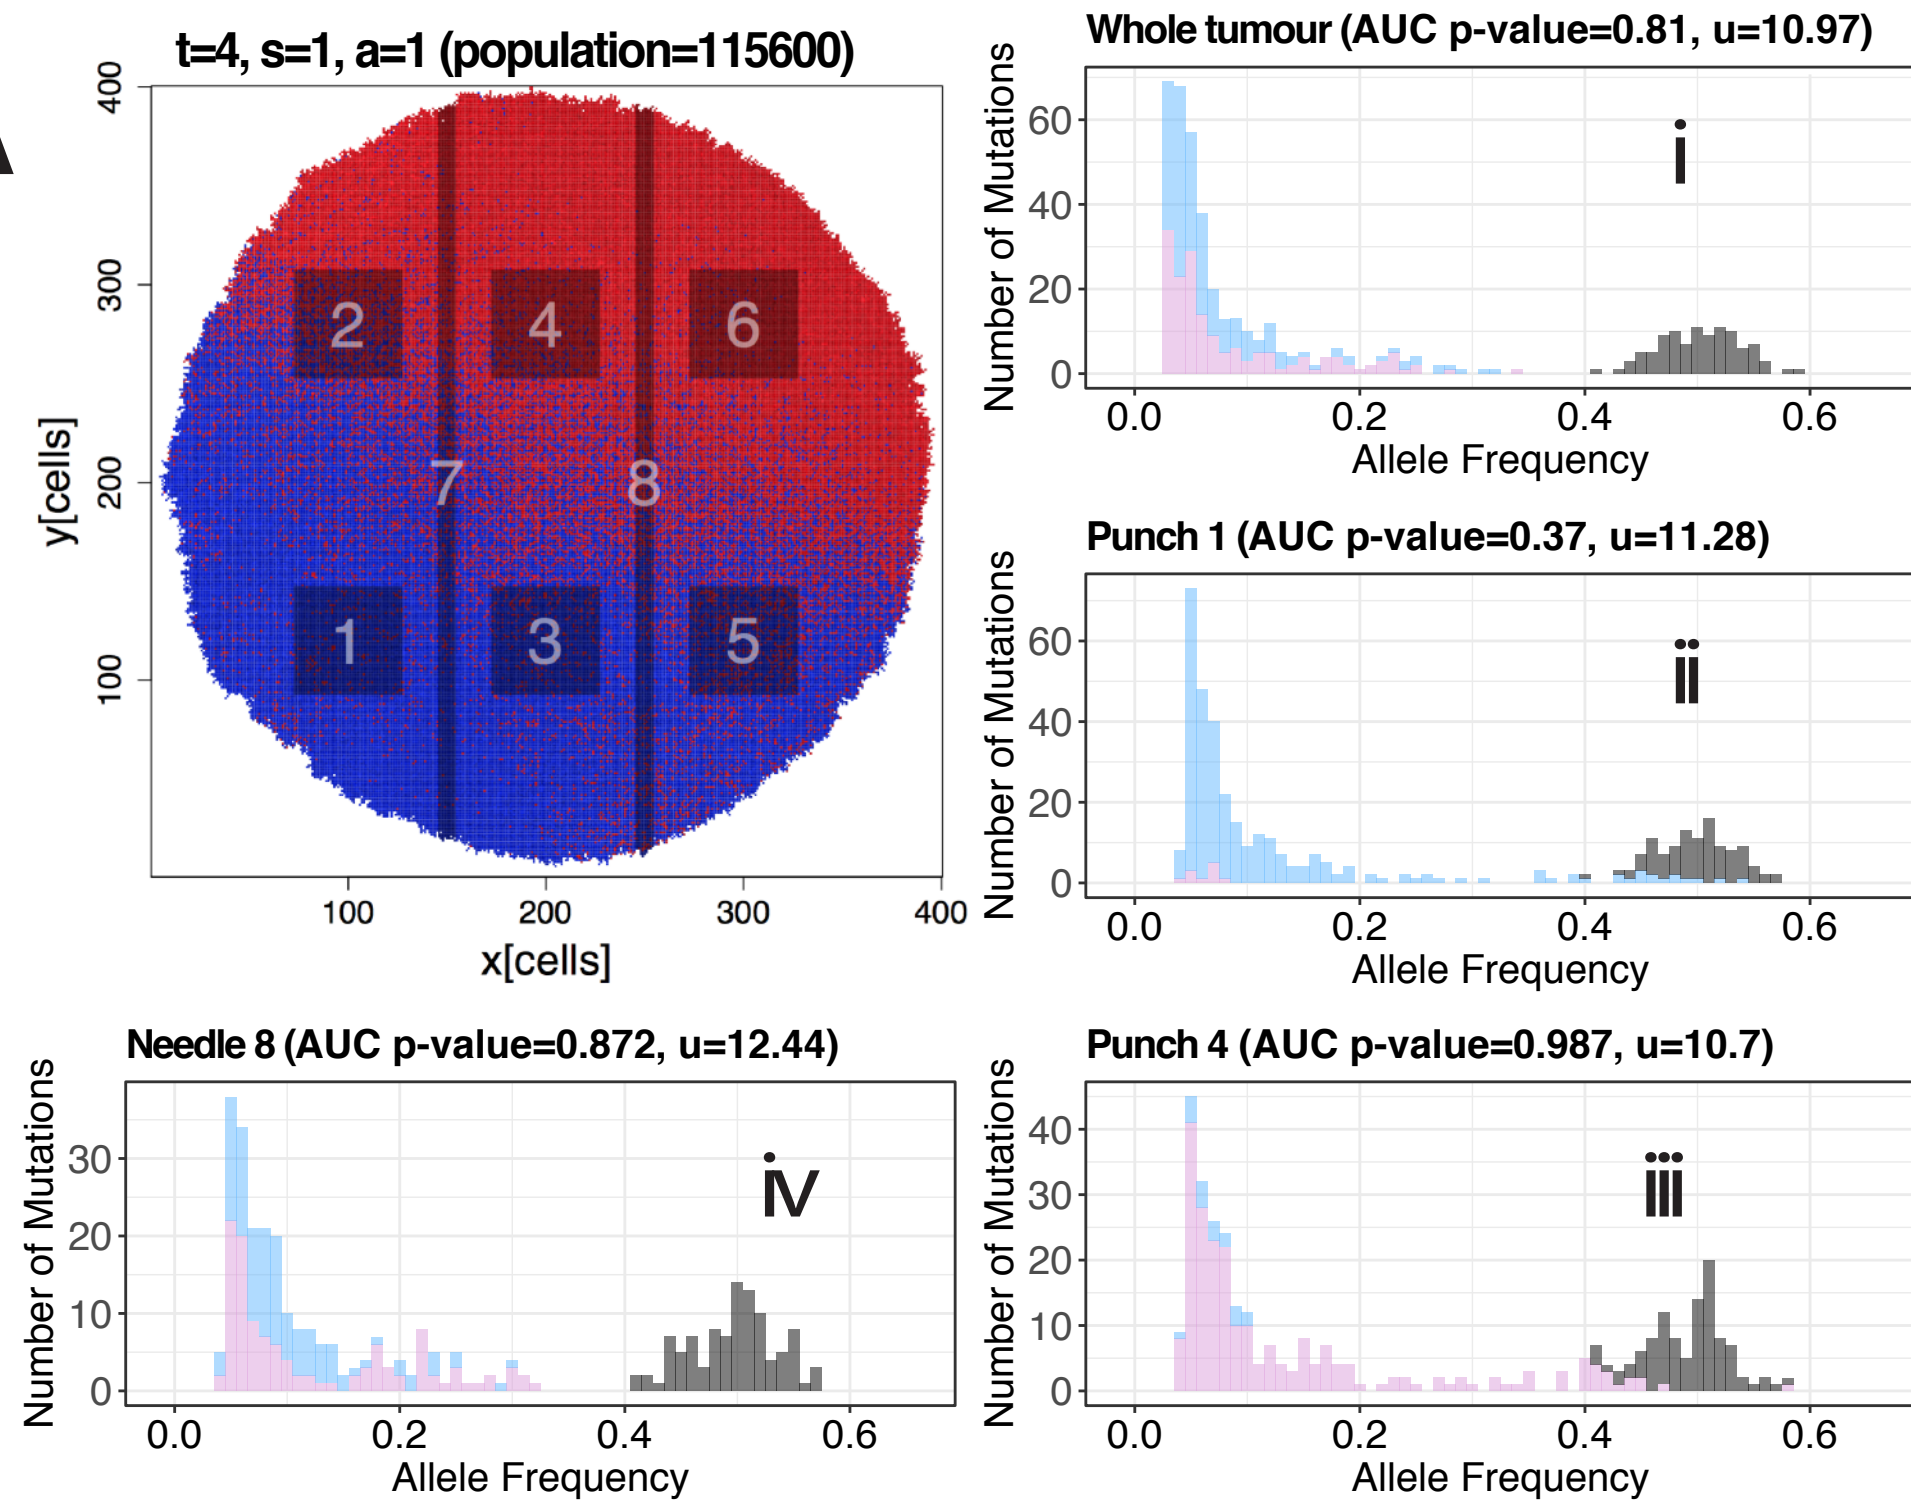 A
t=4, s=1, a=1 (population=115600)
400
300
200
100
y[cells]
2
4
6
7
8
1
3
5
100
200
300
400
x[cells]
Whole tumour (AUC p-value=0.81, u=10.97)
Number of Mutations
60
40
20
0
i
0.0
0.2
0.4
0.6
Allele Frequency
Punch 1 (AUC p-value=0.37, u=11.28)
Number of Mutations
60
40
20
0
ii
0.0
0.2
0.4
0.6
Allele Frequency
Needle 8 (AUC p-value=0.872, u=12.44)
Number of Mutations
30
20
10
0
iv
0.0
0.2
0.4
0.6
Allele Frequency
Punch 4 (AUC p-value=0.987, u=10.7)
Number of Mutations
40
30
20
10
0
iii
0.0
0.2
0.4
0.6
Allele Frequency